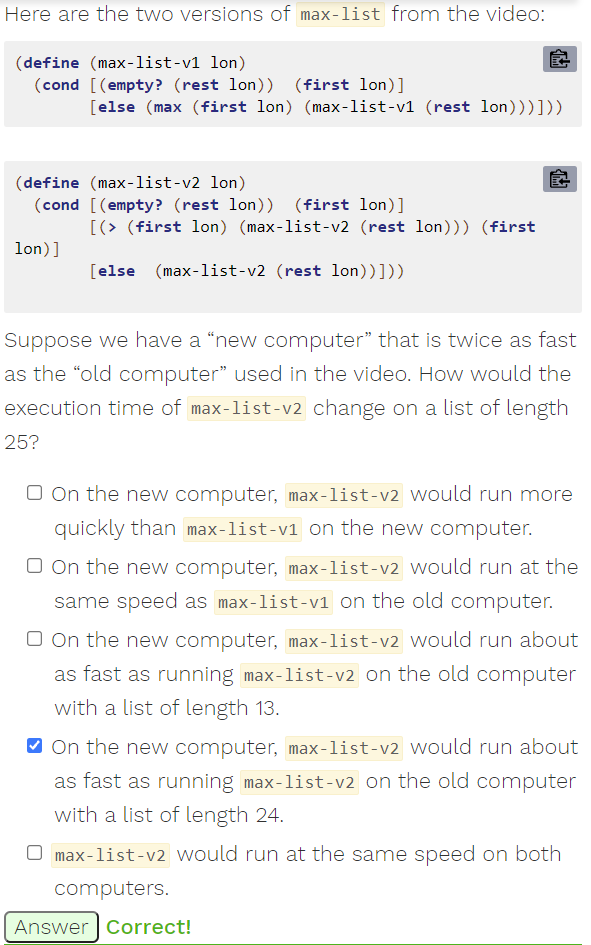 Here are the two versions of max-list from the video:
(define (max-list-v1 lon)
  (cond [(empty? (rest lon))  (first lon)]
        [else (max (first lon) (max-list-v1 (rest lon)))]))
(define (max-list-v2 lon)
  (cond [(empty? (rest lon))  (first lon)]
        [(> (first lon) (max-list-v2 (rest lon))) (first
lon)]
        [else  (max-list-v2 (rest lon))]))
Suppose we have a “new computer” that is twice as fast
as the “old computer” used in the video. How would the
execution time of max-list-v2 change on a list of length
25?
On the new computer, max-list-v2 would run more
quickly than max-list-v1 on the new computer.
On the new computer, max-list-v2 would run at the
same speed as max-list-v1 on the old computer.
On the new computer, max-list-v2 would run about
as fast as running max-list-v2 on the old computer
with a list of length 13.
On the new computer, max-list-v2 would run about
as fast as running max-list-v2 on the old computer
with a list of length 24.
max-list-v2 would run at the same speed on both
computers.
Answer Correct!